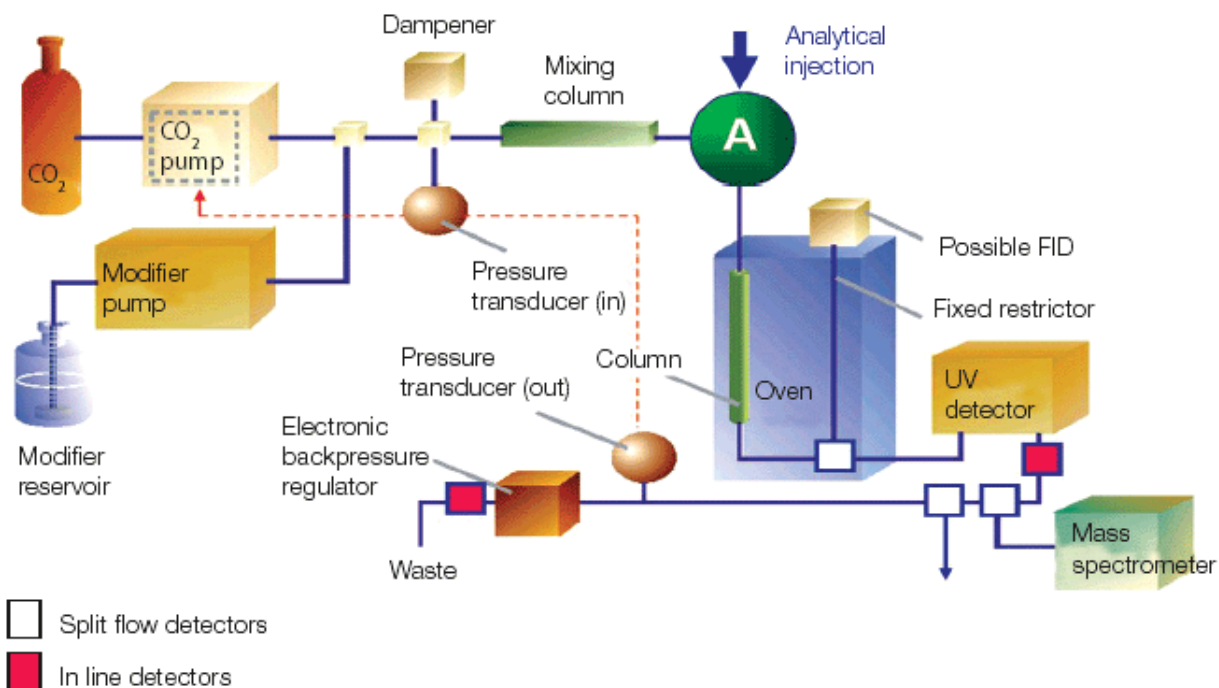 Dampener
Mixing
column
Analytical
injection
CO2
CO2
pump
A
Modifier
pump
Pressure
transducer (in)
Possible FID
Fixed restrictor
Modifier
reservoir
Pressure
transducer (out)
Column
Oven
UV
detector
Electronic
backpressure
regulator
Waste
Mass
spectrometer
Split flow detectors
In line detectors